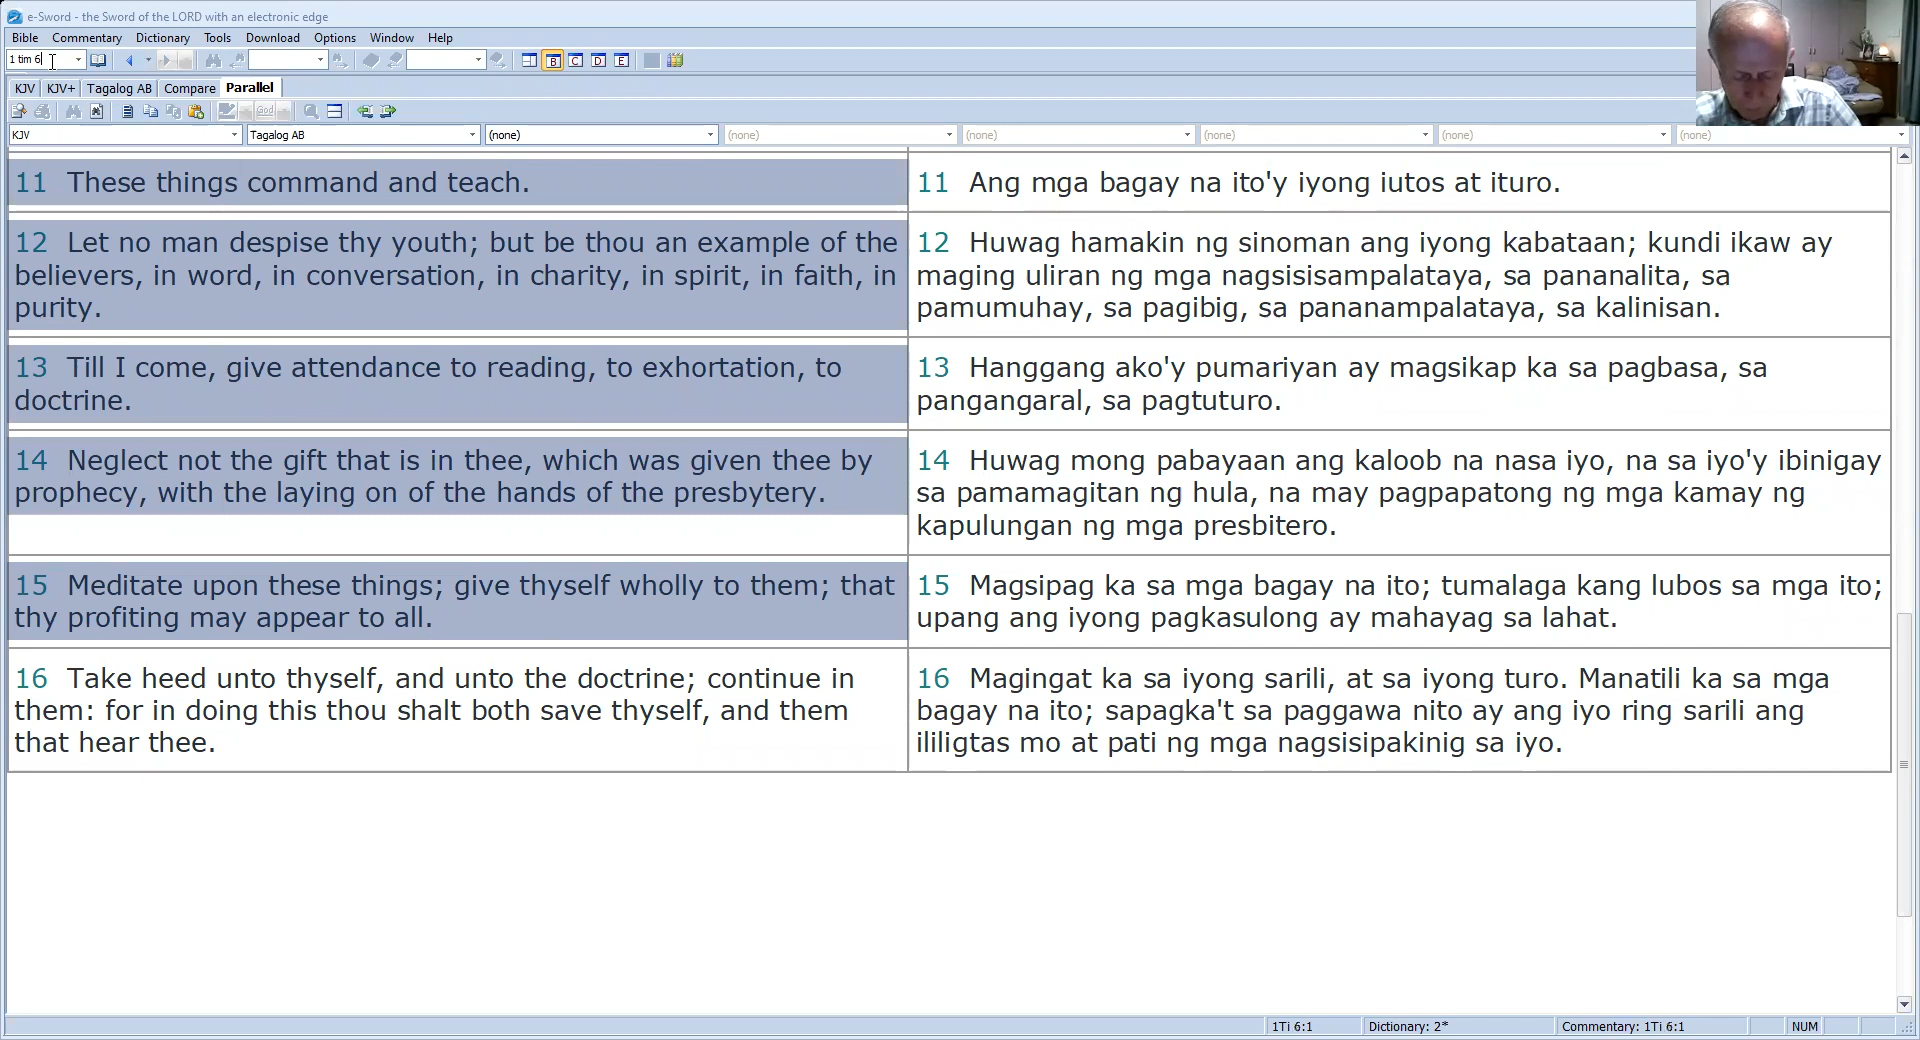 e-Sword - the Sword of the LORD with an electronic edge
Bible Commentary Dictionary Tools Download Options Window Help
1 tim 6
B C D E
KJV KJV+ Tagalog AB Compare Parallel
God
KJV Tagalog AB (none) (none) (none) (none) (none) (none)
11 These things command and teach.
12 Let no man despise thy youth; but be thou an example of the
believers, in word, in conversation, in charity, in spirit, in faith, in
purity.
13 Till I come, give attendance to reading, to exhortation, to
doctrine.
14 Neglect not the gift that is in thee, which was given thee by
prophecy, with the laying on of the hands of the presbytery.
15 Meditate upon these things; give thyself wholly to them; that
thy profiting may appear to all.
16 Take heed unto thyself, and unto the doctrine; continue in
them: for in doing this thou shalt both save thyself, and them
that hear thee.
11 Ang mga bagay na ito'y iyong iutos at ituro.
12 Huwag hamakin ng sinoman ang iyong kabataan; kundi ikaw ay
maging uliran ng mga nagsisisampalataya, sa pananalita, sa
pamumuhay, sa pagibig, sa pananampalataya, sa kalinisan.
13 Hanggang ako'y pumariyan ay magsikap ka sa pagbasa, sa
pangangaral, sa pagtuturo.
14 Huwag mong pabayaan ang kaloob na nasa iyo, na sa iyo'y ibinigay
sa pamamagitan ng hula, na may pagpapatong ng mga kamay ng
kapulungan ng mga presbitero.
15 Magsipag ka sa mga bagay na ito; tumalaga kang lubos sa mga ito;
upang ang iyong pagkasulong ay mahayag sa lahat.
16 Magingat ka sa iyong sarili, at sa iyong turo. Manatili ka sa mga
bagay na ito; sapagka't sa paggawa nito ay ang iyo ring sarili ang
ililigtas mo at pati ng mga nagsisipakinig sa iyo.
1Ti 6:1 Dictionary: 2* Commentary: 1Ti 6:1 NUM